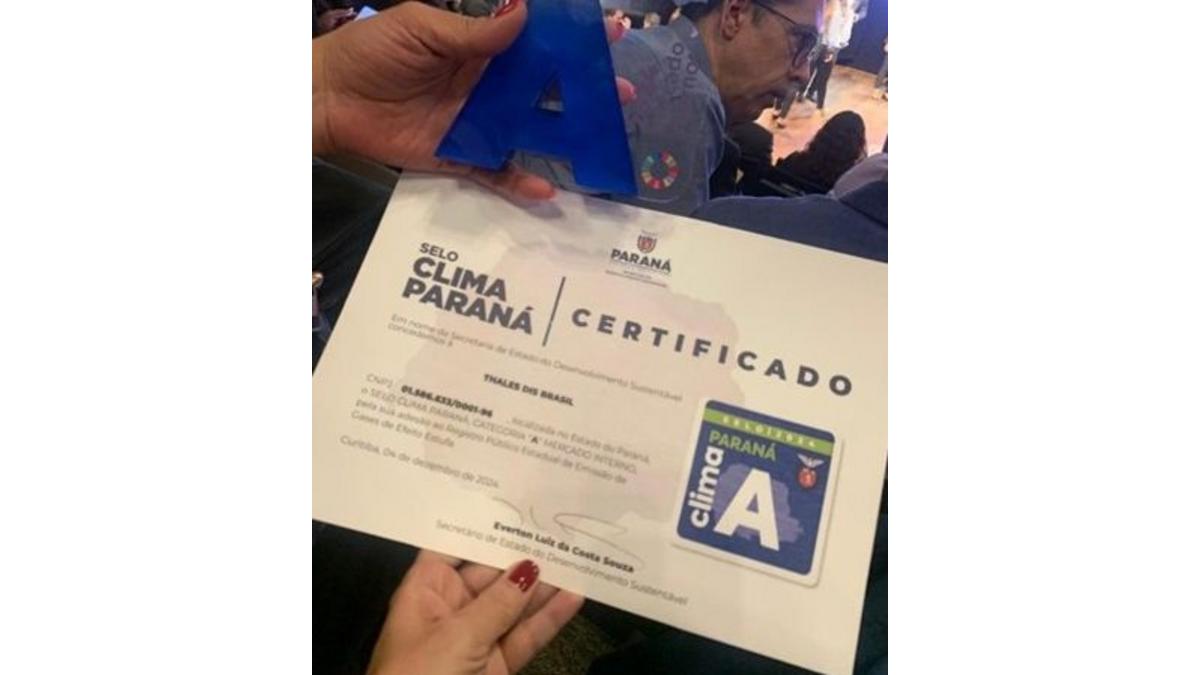 PARANÁ
SELO
CLIMA
PARANÁ
CERTIFICADO
Em nome da Secretaria de Estado do Desenvolvimento Sustentável
concedemos à
THALES DIS BRASIL
CNPJ 01.586.633/0001-96 , localizada no Estado do Paraná,
o SELO CLIMA PARANÁ, CATEGORIA "A" MERCADO INTERNO,
pela sua adesão ao Registro Público Estadual de Emissão de
Gases de Efeito Estufa.
Curitiba, 04 de dezembro de 2024
Everton Luiz da Costa Souza
Secretário de Estado do Desenvolvimento Sustentável
SELO|2024
PARANÁ
clima
A